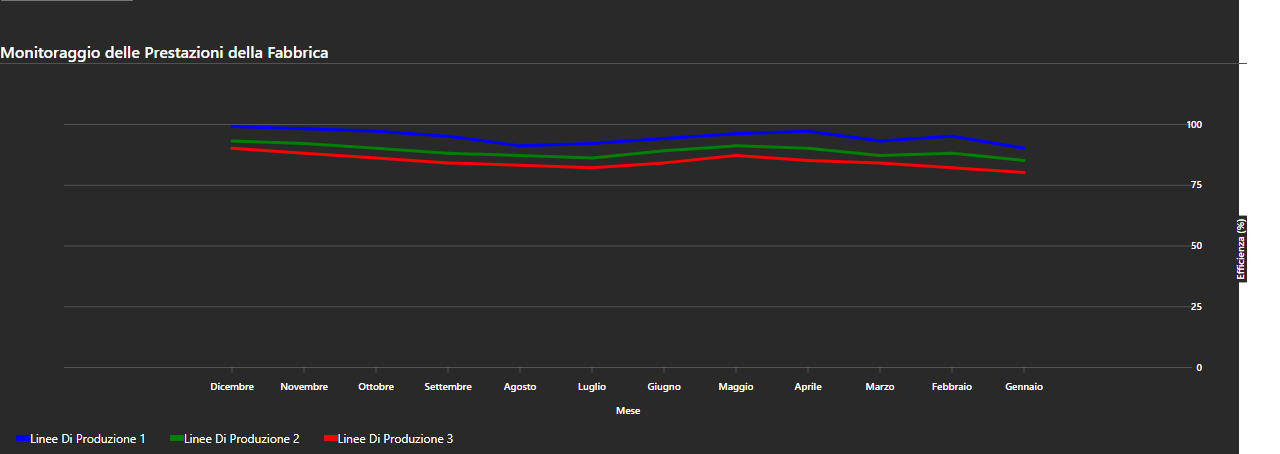 Monitoraggio delle Prestazioni della Fabbrica
100
75
50
25
0
Efficienza (%)
Dicembre Novembre Ottobre Settembre Agosto Luglio Giugno Maggio Aprile Marzo Febbraio Gennaio
Mese
Linee Di Produzione 1 Linee Di Produzione 2 Linee Di Produzione 3